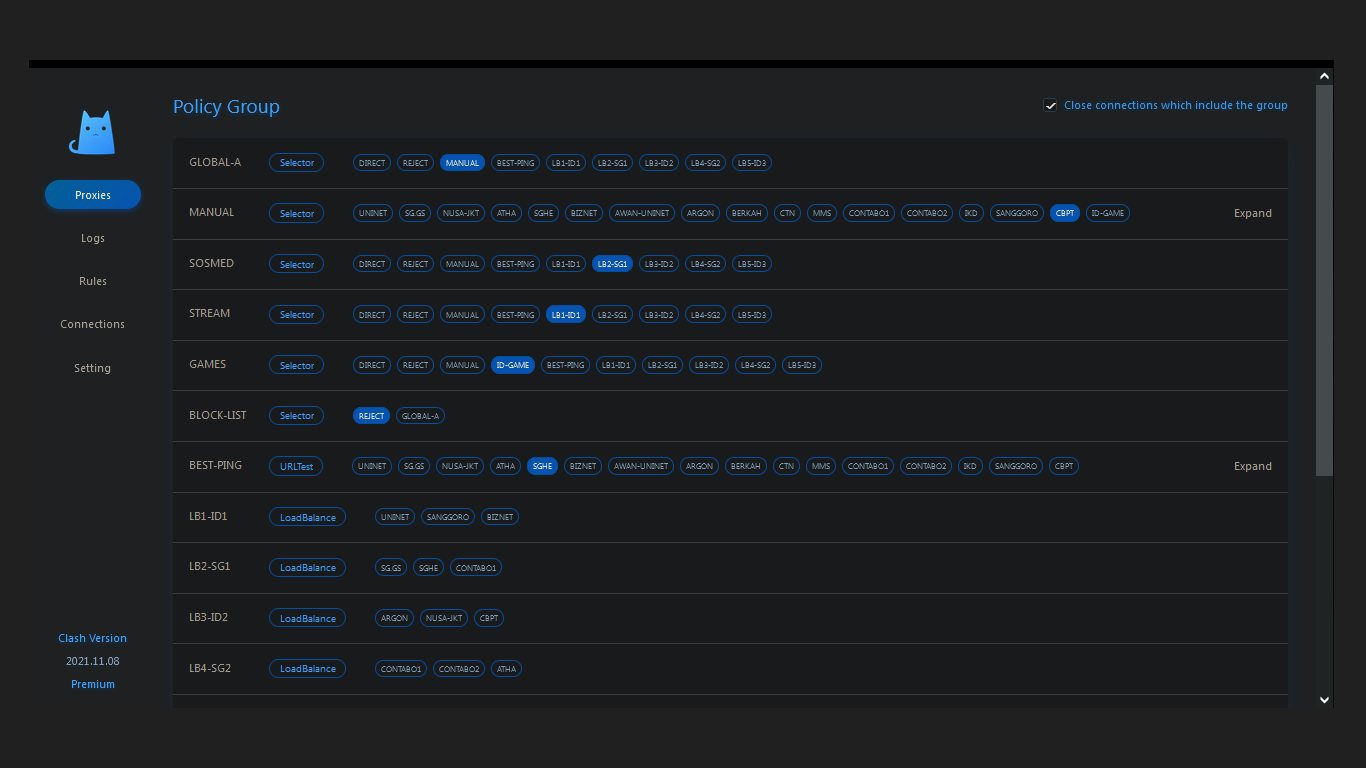 Policy Group
Close connections which include the group
Proxies
Logs
Rules
Connections
Setting
Clash Version
2021.11.08
Premium
GLOBAL-A Selector DIRECT REJECT MANUAL BEST-PING LB1-ID1 LB2-SG1 LB3-ID2 LB4-SG2 LB5-ID3
MANUAL Selector UNINET SG.GS NUSA-JKT ATHA SGHE BIZNET AWAN-UNINET ARGON BERKAH CTN MMS CONTABO1 CONTABO2 IKD SANGGORO CBPT ID-GAME Expand
SOSMED Selector DIRECT REJECT MANUAL BEST-PING LB1-ID1 LB2-SG1 LB3-ID2 LB4-SG2 LB5-ID3
STREAM Selector DIRECT REJECT MANUAL BEST-PING LB1-ID1 LB2-SG1 LB3-ID2 LB4-SG2 LB5-ID3
GAMES Selector DIRECT REJECT MANUAL ID-GAME BEST-PING LB1-ID1 LB2-SG1 LB3-ID2 LB4-SG2 LB5-ID3
BLOCK-LIST Selector REJECT GLOBAL-A
BEST-PING URLTest UNINET SG.GS NUSA-JKT ATHA SGHE BIZNET AWAN-UNINET ARGON BERKAH CTN MMS CONTABO1 CONTABO2 IKD SANGGORO CBPT Expand
LB1-ID1 LoadBalance UNINET SANGGORO BIZNET
LB2-SG1 LoadBalance SG.GS SGHE CONTABO1
LB3-ID2 LoadBalance ARGON NUSA-JKT CBPT
LB4-SG2 LoadBalance CONTABO1 CONTABO2 ATHA